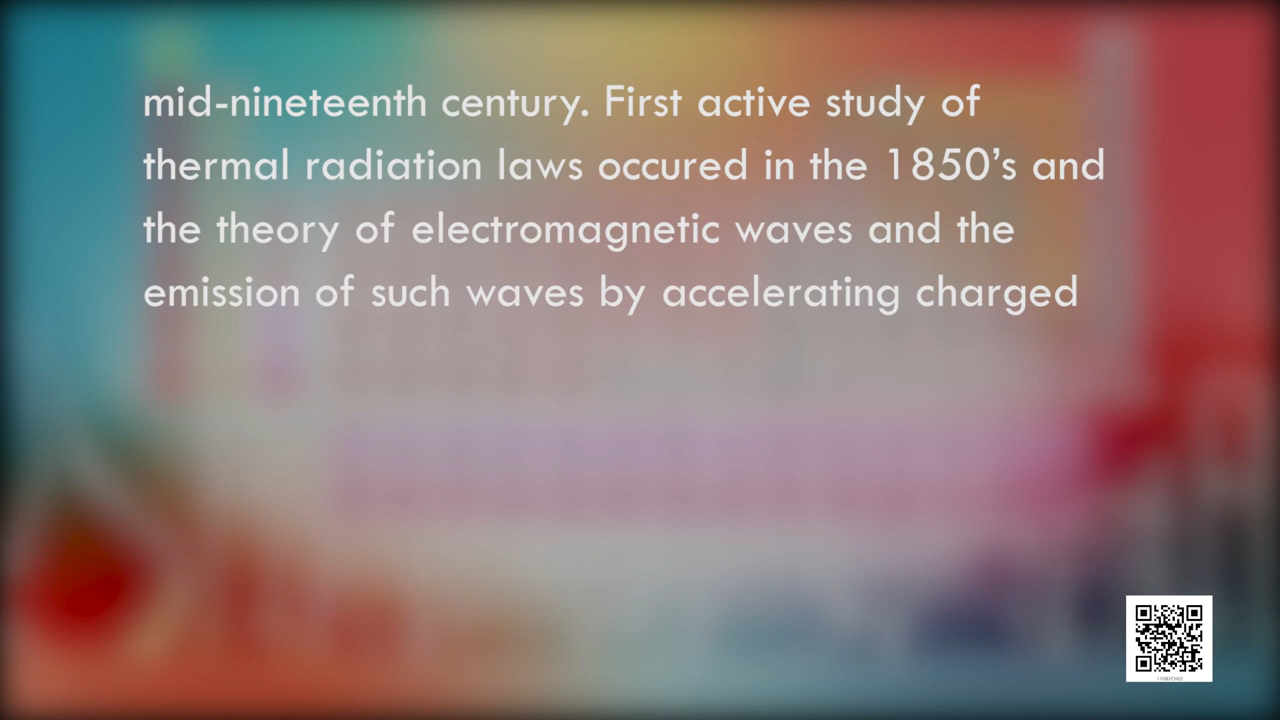 mid-nineteenth century. First active study of
thermal radiation laws occured in the 1850’s and
the theory of electromagnetic waves and the
emission of such waves by accelerating charged